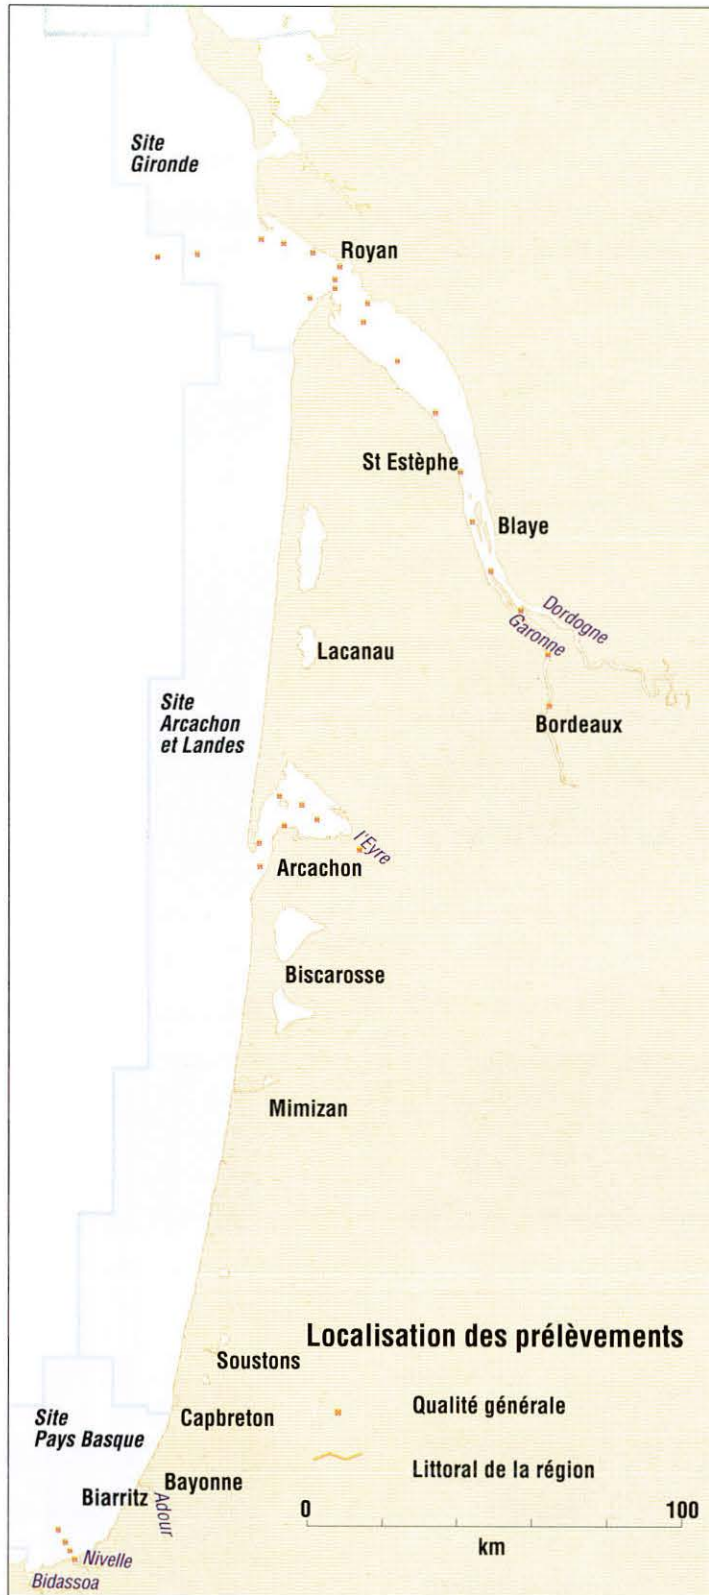 Site
Gironde
Royan
St Estèphe
Blaye
Dordogne
Garonne
Lacanau
Site
Arcachon
et Landes
Bordeaux
l'Eyre
Arcachon
Biscarosse
Mimizan
Localisation des prélèvements
Soustons
Qualité générale
Site
Pays Basque
Capbreton
Littoral de la région
Bayonne
Biarritz
Adour
0 100
km
Nivelle
Bidassoa